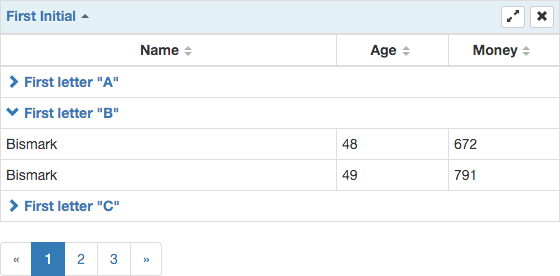 First Initial
Name Age Money
First letter "A"
First letter "B"
Bismark 48 672
Bismark 49 791
First letter "C"
« 1 2 3 »